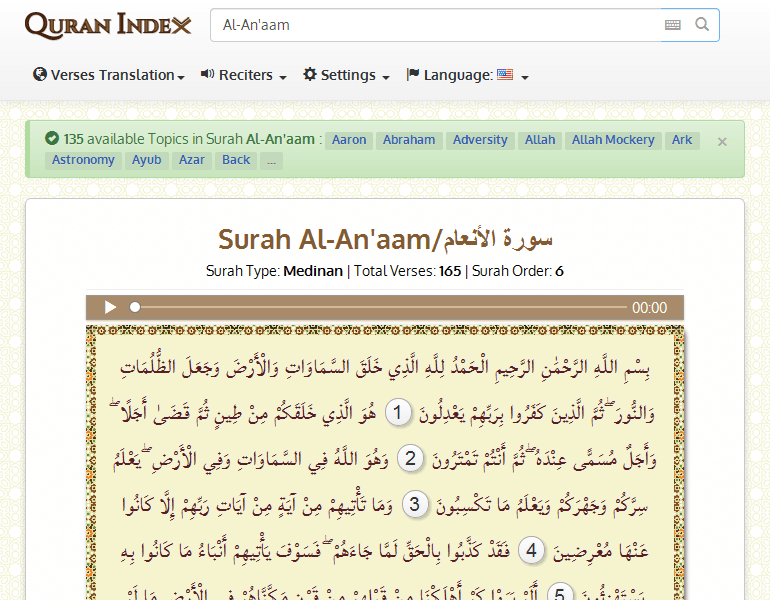 QURAN INDEX
Al-An'aam
Verses Translation Reciters Settings Language:
135 available Topics in Surah Al-An'aam : Aaron Abraham Adversity Allah Allah Mockery Ark ×
Astronomy Ayub Azar Back ...
Surah Al-An'aam/سورة الأنعام
Surah Type: Medinan | Total Verses: 165 | Surah Order: 6
00:00
بِسْمِ اللَّهِ الرَّحْمَٰنِ الرَّحِيمِ الْحَمْدُ لِلَّهِ الَّذِي خَلَقَ السَّمَاوَاتِ وَالْأَرْضَ وَجَعَلَ الظُّلُمَاتِ
وَالنُّورَ ۖ ثُمَّ الَّذِينَ كَفَرُوا بِرَبِّهِمْ يَعْدِلُونَ 1 هُوَ الَّذِي خَلَقَكُمْ مِنْ طِينٍ ثُمَّ قَضَىٰ أَجَلًا ۖ
وَأَجَلٌ مُسَمًّى عِنْدَهُ ۖ ثُمَّ أَنْتُمْ تَمْتَرُونَ 2 وَهُوَ اللَّهُ فِي السَّمَاوَاتِ وَفِي الْأَرْضِ ۖ يَعْلَمُ
سِرَّكُمْ وَجَهْرَكُمْ وَيَعْلَمُ مَا تَكْسِبُونَ 3 وَمَا تَأْتِيهِمْ مِنْ آيَةٍ مِنْ آيَاتِ رَبِّهِمْ إِلَّا كَانُوا
عَنْهَا مُعْرِضِينَ 4 فَقَدْ كَذَّبُوا بِالْحَقِّ لَمَّا جَاءَهُمْ ۖ فَسَوْفَ يَأْتِيهِمْ أَنْبَاءُ مَا كَانُوا بِهِ
يَسْتَهْزِئُونَ 5 أَلَمْ يَرَوْا كَمْ أَهْلَكْنَا مِنْ قَبْلِهِمْ مِنْ قَرْنٍ مَكَّنَّاهُمْ فِي الْأَرْضِ مَا لَمْ